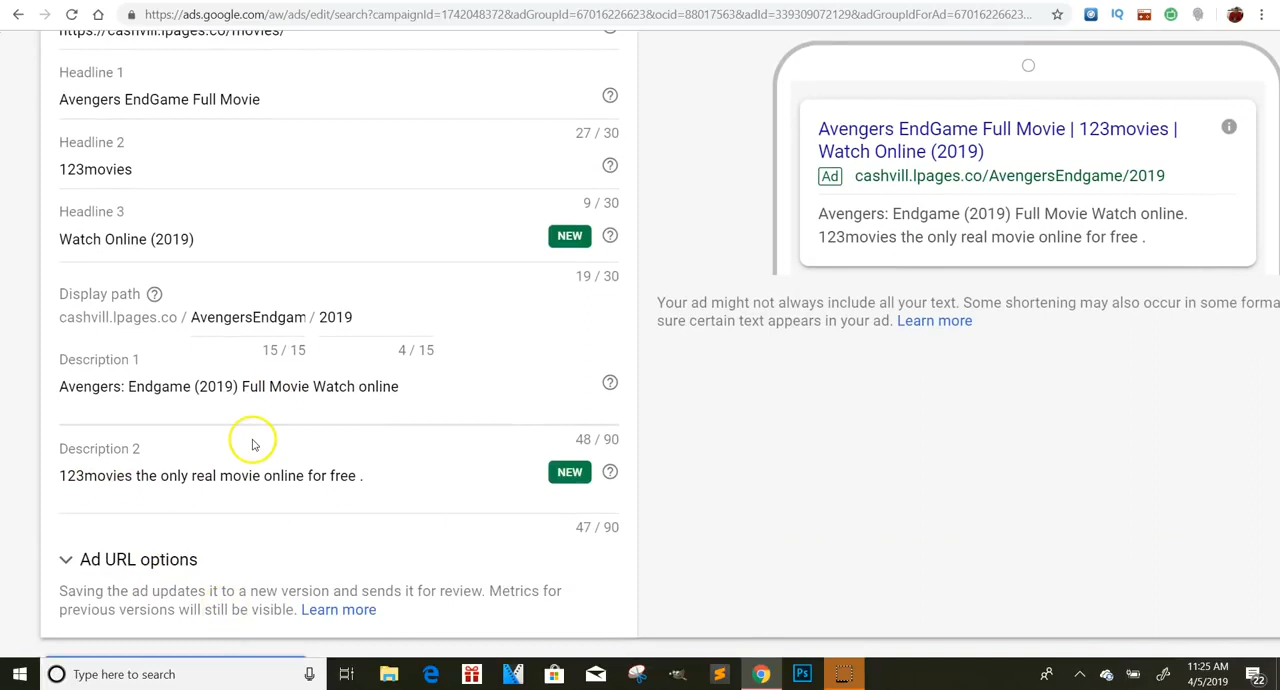 https://ads.google.com/aw/ads/edit/search?campaignId=1742048372&adGroupId=67016226623&ocid=88017563&adId=339309072129&adGroupIdForAd=67016226623...
https://cashvill.lpages.co/movies/
Headline 1
Avengers EndGame Full Movie
27 / 30
Headline 2
123movies
9 / 30
Headline 3
Watch Online (2019)
NEW
19 / 30
Display path
cashvill.lpages.co / AvengersEndgam / 2019
15 / 15
4 / 15
Description 1
Avengers: Endgame (2019) Full Movie Watch online
48 / 90
Description 2
123movies the only real movie online for free .
NEW
47 / 90
Ad URL options
Saving the ad updates it to a new version and sends it for review. Metrics for
previous versions will still be visible. Learn more
Avengers EndGame Full Movie | 123movies |
Watch Online (2019)
Ad cashvill.lpages.co/AvengersEndgame/2019
Avengers: Endgame (2019) Full Movie Watch online.
123movies the only real movie online for free .
Your ad might not always include all your text. Some shortening may also occur in some forma
sure certain text appears in your ad. Learn more
Type here to search
11:25 AM
4/5/2019
22